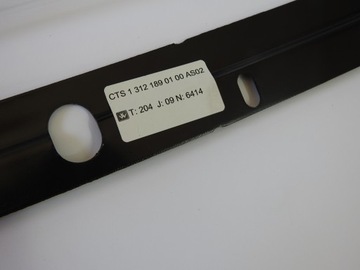 CTS 1 312 189 01 00 AS02
T: 204 J: 09 N: 6414